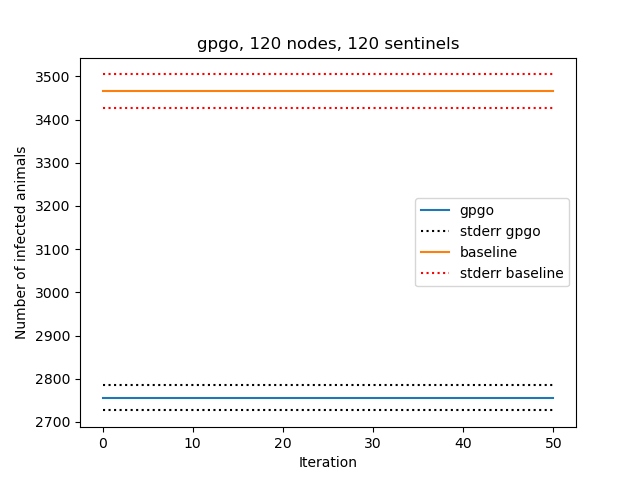 gpgo, 120 nodes, 120 sentinels
3500
3400
3300
3200
3100
3000
2900
2800
2700
Number of infected animals
gpgo
stderr gpgo
baseline
stderr baseline
0 10 20 30 40 50
Iteration